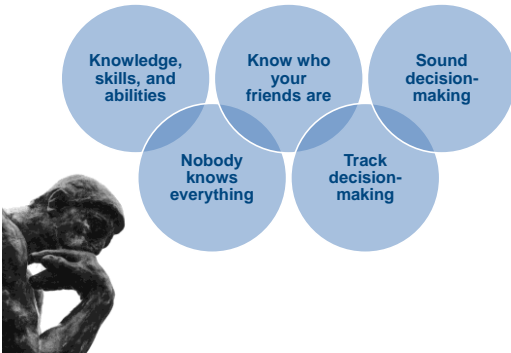 Knowledge,
skills, and
abilities
Know who
your
friends are
Sound
decision-
making
Nobody
knows
everything
Track
decision-
making